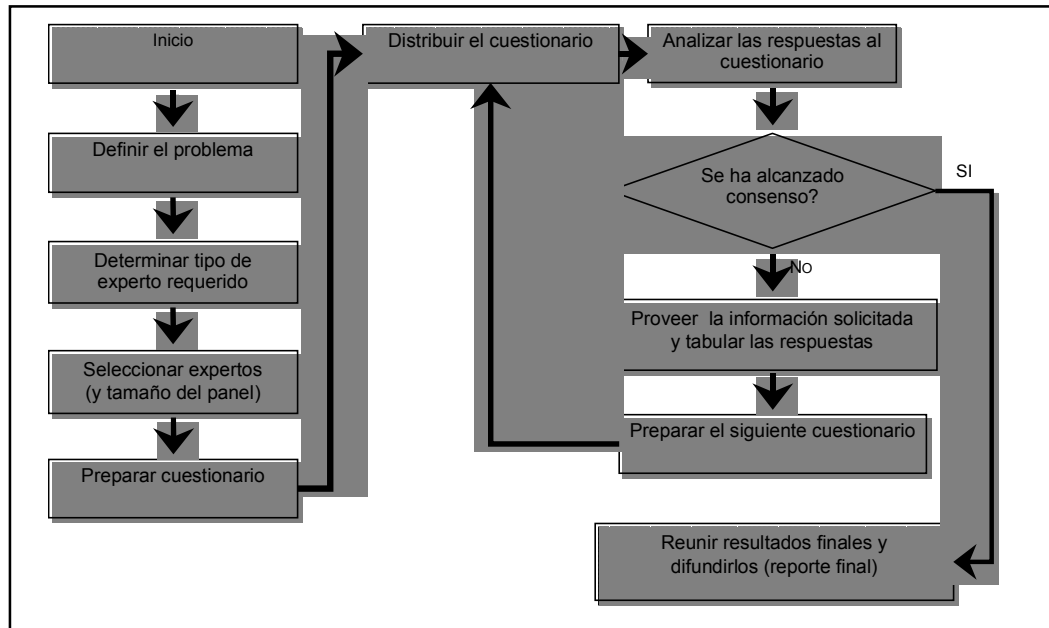 Inicio
Definir el problema
Determinar tipo de
experto requerido
Seleccionar expertos
(y tamaño del panel)
Preparar cuestionario
Distribuir el cuestionario
Analizar las respuestas al
cuestionario
Se ha alcanzado
consenso?
SI
NO
Proveer la información solicitada
y tabular las respuestas
Preparar el siguiente cuestionario
Reunir resultados finales y
difundirlos (reporte final)